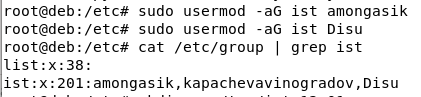 root@deb:/etc# sudo usermod -aG ist amongasik
root@deb:/etc# sudo usermod -aG ist Disu
root@deb:/etc# cat /etc/group | grep ist
list:x:38:
ist:x:201:amongasik,kapachevavinogradov,Disu